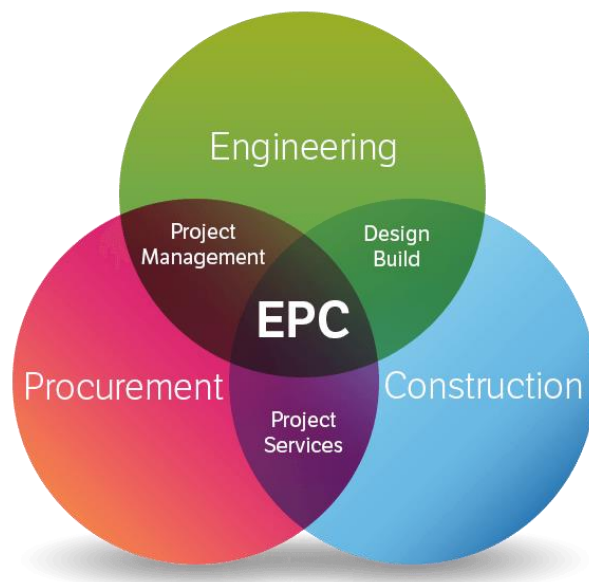 Engineering
Project
Management
Design
Build
EPC
Procurement
Construction
Project
Services